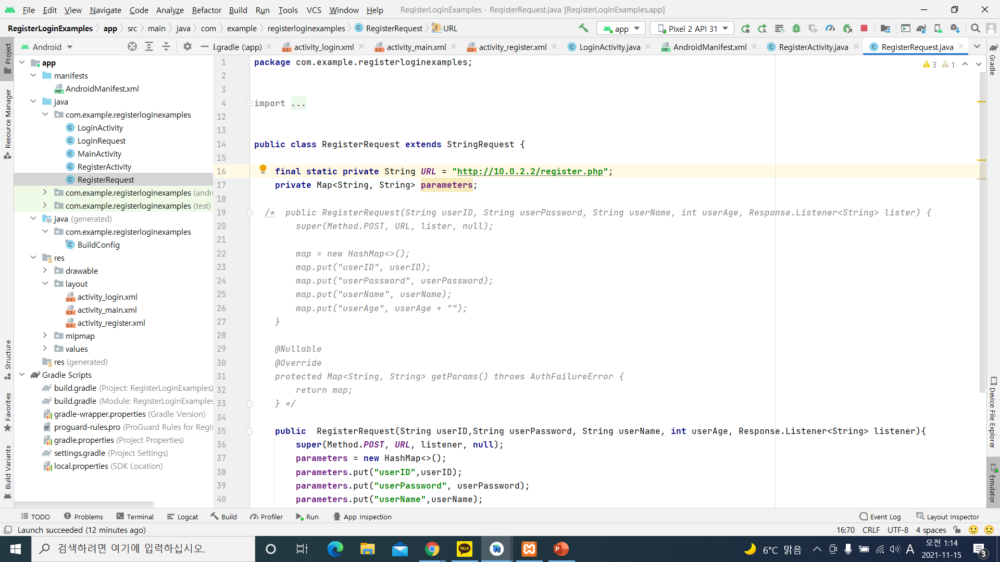 File Edit View Navigate Code Analyze Refactor Build Run Tools VCS Window Help RegisterLoginExamples - RegisterRequest.java [RegisterLoginExamples.app]
RegisterLoginExamples app src main java com example registerloginexamples RegisterRequest URL app Pixel 2 API 31
Android d.gradle (:app) activity_login.xml activity_main.xml activity_register.xml LoginActivity.java AndroidManifest.xml RegisterActivity.java RegisterRequest.java
Project
Resource Manager
Structure
Favorites
Build Variants
app
manifests
AndroidManifest.xml
java
com.example.registerloginexamples
LoginActivity
LoginRequest
MainActivity
RegisterActivity
RegisterRequest
com.example.registerloginexamples (andr
com.example.registerloginexamples (test)
java (generated)
com.example.registerloginexamples
BuildConfig
res
drawable
layout
activity_login.xml
activity_main.xml
activity_register.xml
mipmap
values
res (generated)
Gradle Scripts
build.gradle (Project: RegisterLoginExamples)
build.gradle (Module: RegisterLoginExamples
gradle-wrapper.properties (Gradle Version)
proguard-rules.pro (ProGuard Rules for Regis
gradle.properties (Project Properties)
settings.gradle (Project Settings)
local.properties (SDK Location)
3 1
1 package com.example.registerloginexamples;
2
3
4 import ...
12
13
14 public class RegisterRequest extends StringRequest {
15
16 final static private String URL = "http://10.0.2.2/register.php";
17 private Map<String, String> parameters;
18
19 /* public RegisterRequest(String userID, String userPassword, String userName, int userAge, Response.Listener<String> lister) {
20 super(Method.POST, URL, lister, null);
21
22 map = new HashMap<>();
23 map.put("userID", userID);
24 map.put("userPassword", userPassword);
25 map.put("userName", userName);
26 map.put("userAge", userAge + "");
27 }
28
29 @Nullable
30 @Override
31 protected Map<String, String> getParams() throws AuthFailureError {
32 return map;
33 } */
34
35 public RegisterRequest(String userID,String userPassword, String userName, int userAge, Response.Listener<String> listener){
36 super(Method.POST, URL, listener, null);
37 parameters = new HashMap<>();
38 parameters.put("userID",userID);
39 parameters.put("userPassword", userPassword);
40 parameters.put("userName",userName);
Gradle
Device File Explorer
Emulator
TODO Problems Terminal Logcat Build Profiler Run App Inspection Event Log Layout Inspector
Launch succeeded (12 minutes ago) 16:70 CRLF UTF-8 4 spaces
검색하려면 여기에 입력하십시오. TALK P 6°C 맑음 A 오전 1:14
2021-11-15 3